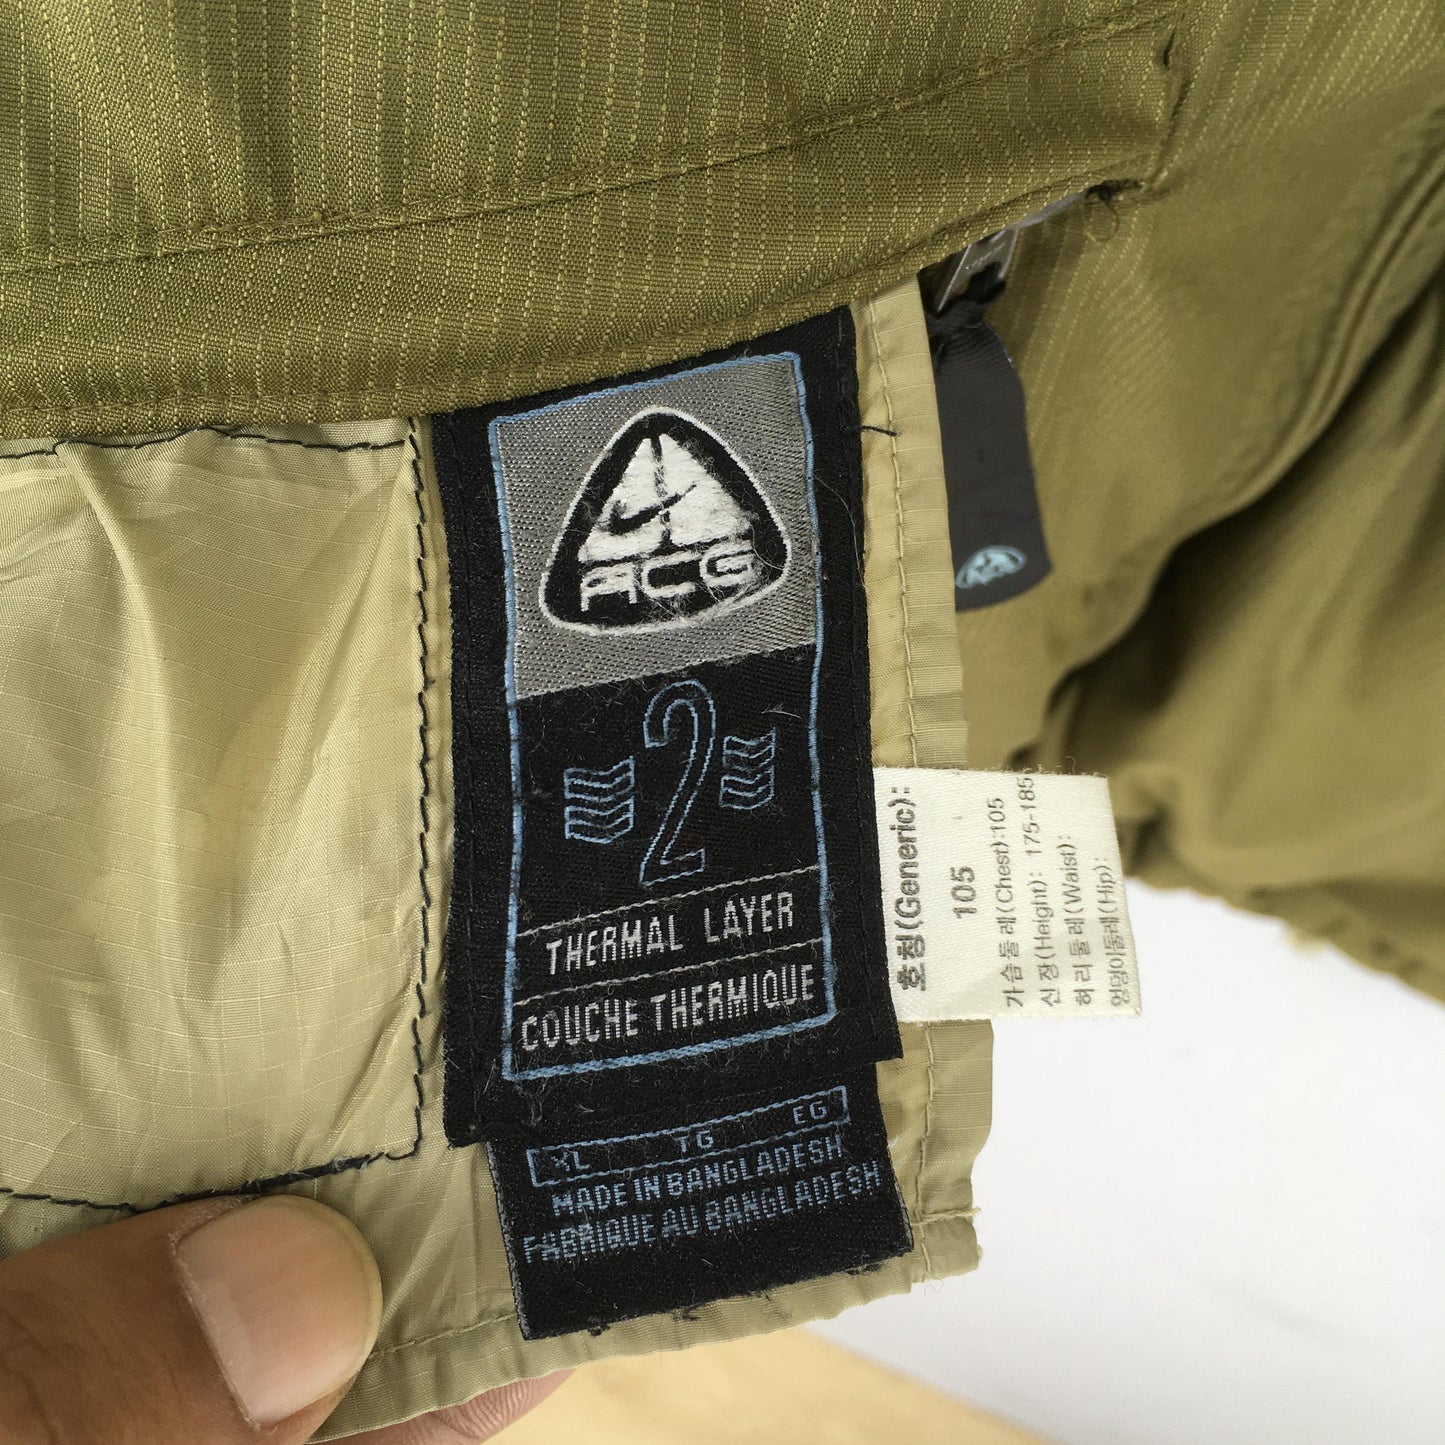 ACG
2
THERMAL LAYER
COUCHE THERMIQUE
XL TG EG
MADE IN BANGLADESH
FABRIQUE AU BANGLADESH
호칭(Generic):
105
가슴둘레(Chest):105
신장(Height): 175-185
허리둘레(Waist):
엉덩이둘레(Hip):